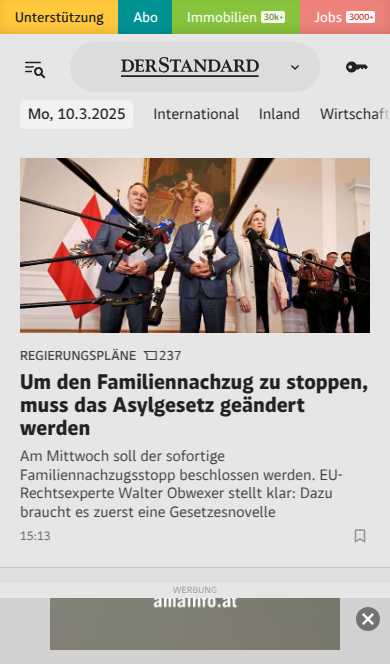 Unterstützung Abo Immobilien 30k+ Jobs 3000+
DERSTANDARD
Mo, 10.3.2025 International Inland Wirtschaft
REGIERUNGSPLÄNE 237
Um den Familiennachzug zu stoppen,
muss das Asylgesetz geändert
werden
Am Mittwoch soll der sofortige
Familiennachzugsstopp beschlossen werden. EU-
Rechtsexperte Walter Obwexer stellt klar: Dazu
braucht es zuerst eine Gesetzesnovelle
15:13
WERBUNG
amainfo.at